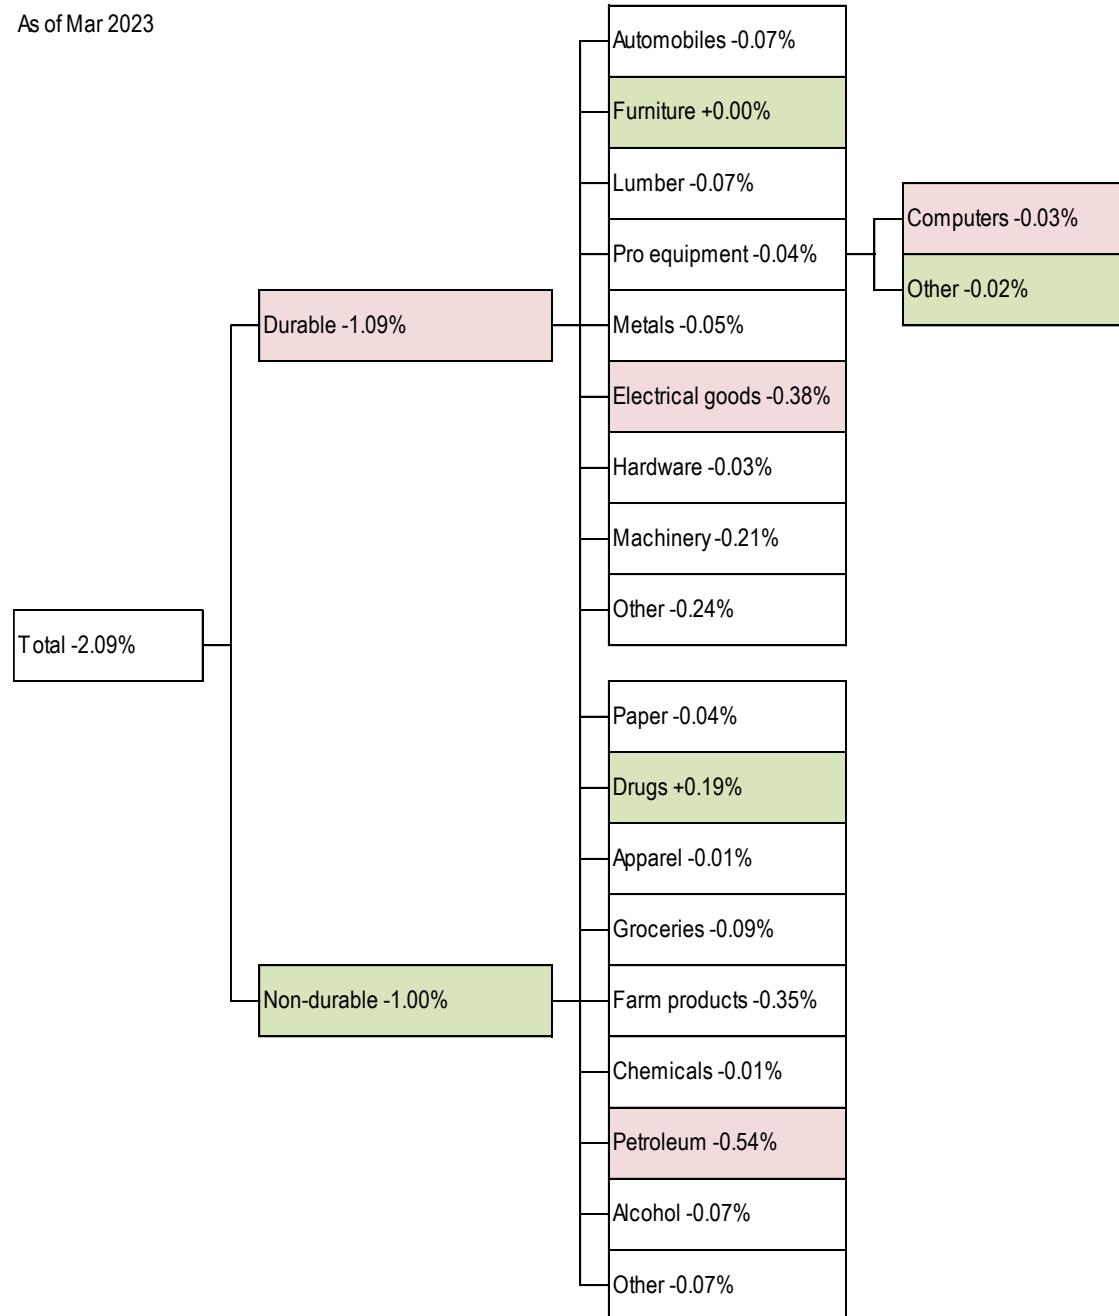 As of Mar 2023
Total -2.09%
Durable -1.09%
Automobiles -0.07%
Furniture +0.00%
Lumber -0.07%
Pro equipment -0.04%
Computers -0.03%
Other -0.02%
Metals -0.05%
Electrical goods -0.38%
Hardware -0.03%
Machinery -0.21%
Other -0.24%
Non-durable -1.00%
Paper -0.04%
Drugs +0.19%
Apparel -0.01%
Groceries -0.09%
Farm products -0.35%
Chemicals -0.01%
Petroleum -0.54%
Alcohol -0.07%
Other -0.07%